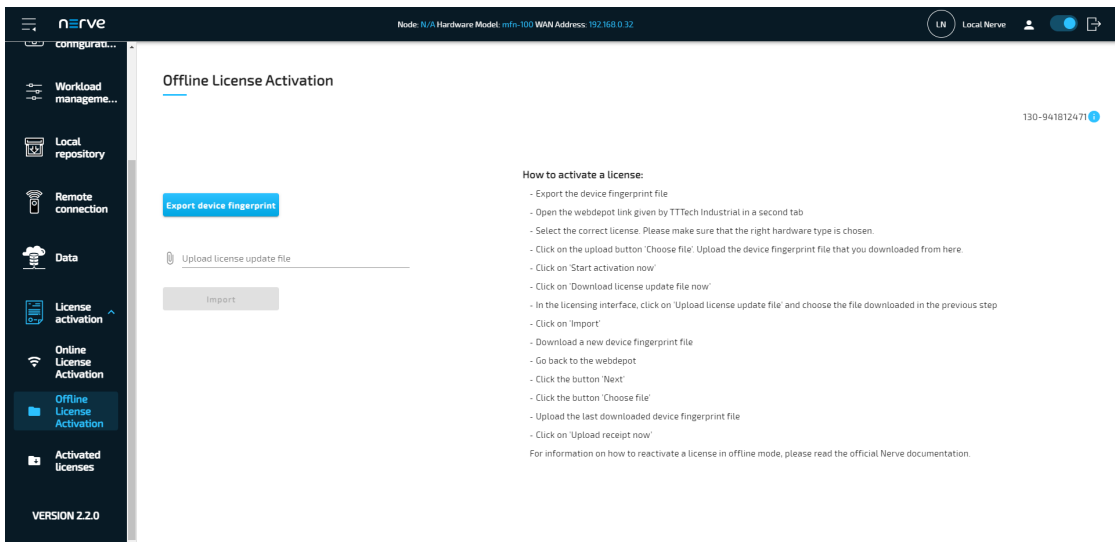 nerve
Node: N/A Hardware Model: mfn-100 WAN Address: 192.168.0.32
LN Local Nerve
configurati...
Workload
manageme...
Local
repository
Remote
connection
Data
License
activation
Online
License
Activation
Offline
License
Activation
Activated
licenses
VERSION 2.2.0
Offline License Activation
130-941812471
Export device fingerprint
Upload license update file
Import
How to activate a license:
- Export the device fingerprint file
- Open the webdepot link given by TTTech Industrial in a second tab
- Select the correct license. Please make sure that the right hardware type is chosen.
- Click on the upload button 'Choose file'. Upload the device fingerprint file that you downloaded from here.
- Click on 'Start activation now'
- Click on 'Download license update file now'
- In the licensing interface, click on 'Upload license update file' and choose the file downloaded in the previous step
- Click on 'Import'
- Download a new device fingerprint file
- Go back to the webdepot
- Click the button 'Next'
- Click the button 'Choose file'
- Upload the last downloaded device fingerprint file
- Click on 'Upload receipt now'
For information on how to reactivate a license in offline mode, please read the official Nerve documentation.